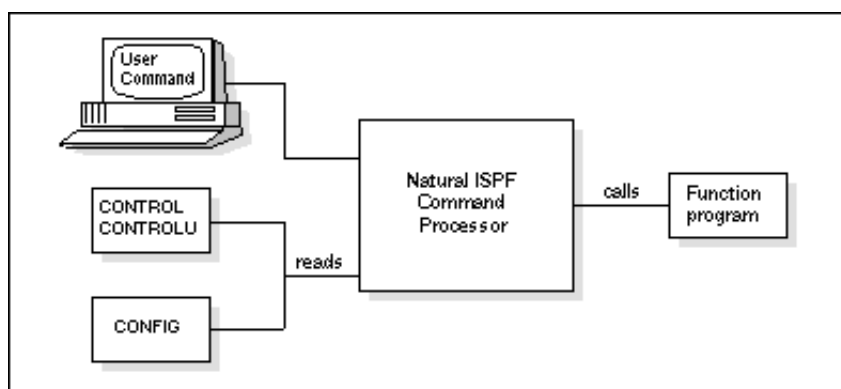 User
Command
CONTROL
CONTROLU
CONFIG
reads
Natural ISPF
Command
Processor
calls
Function
program